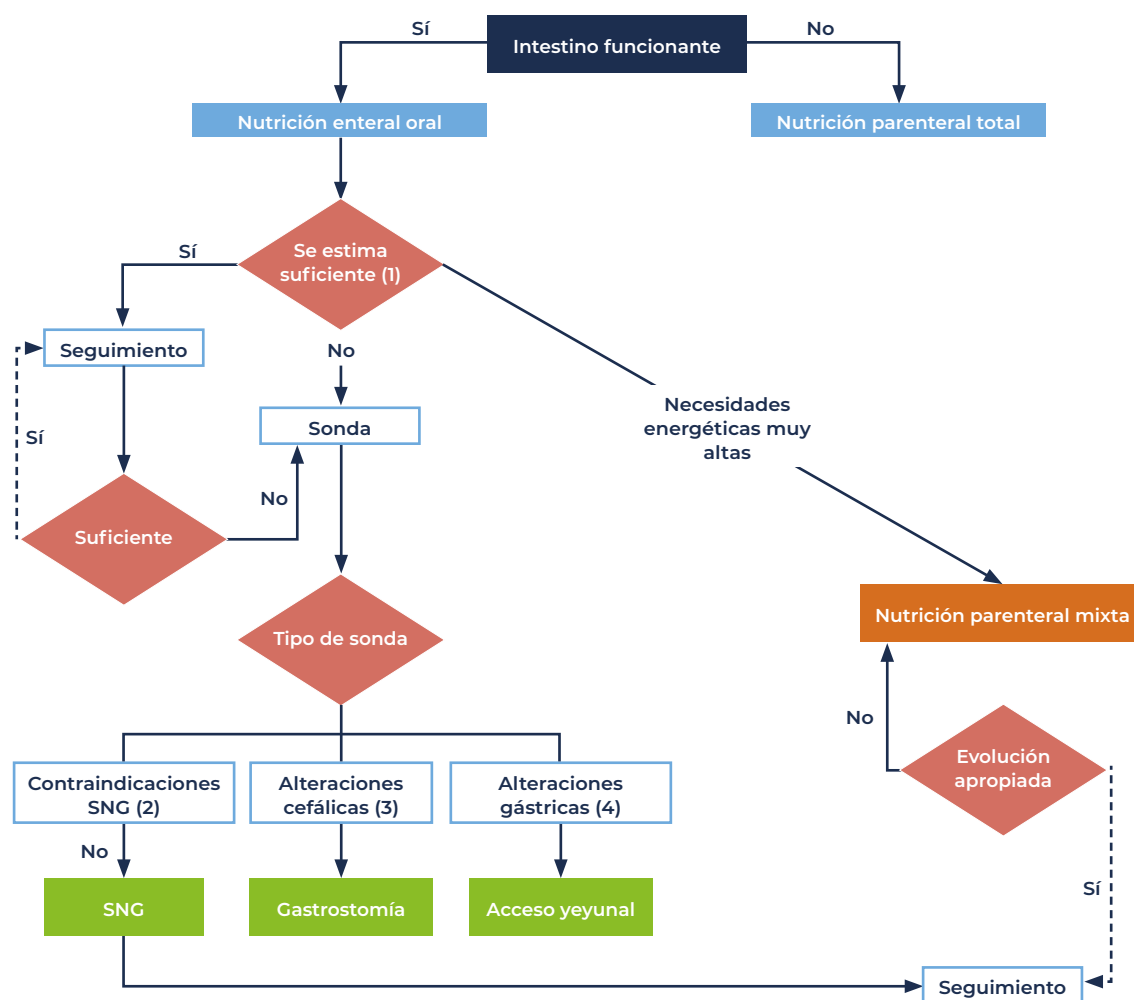 Sí
Intestino funcionante
No
Nutrición enteral oral
Nutrición parenteral total
Sí
Se estima
suficiente (1)
Seguimiento
No
Necesidades
energéticas muy
altas
Sonda
Sí
No
Suficiente
Nutrición parenteral mixta
Tipo de sonda
No
Evolución
apropiada
Contraindicaciones
SNG (2)
Alteraciones
cefálicas (3)
Alteraciones
gástricas (4)
No
Sí
SNG
Gastrostomía
Acceso yeyunal
Seguimiento